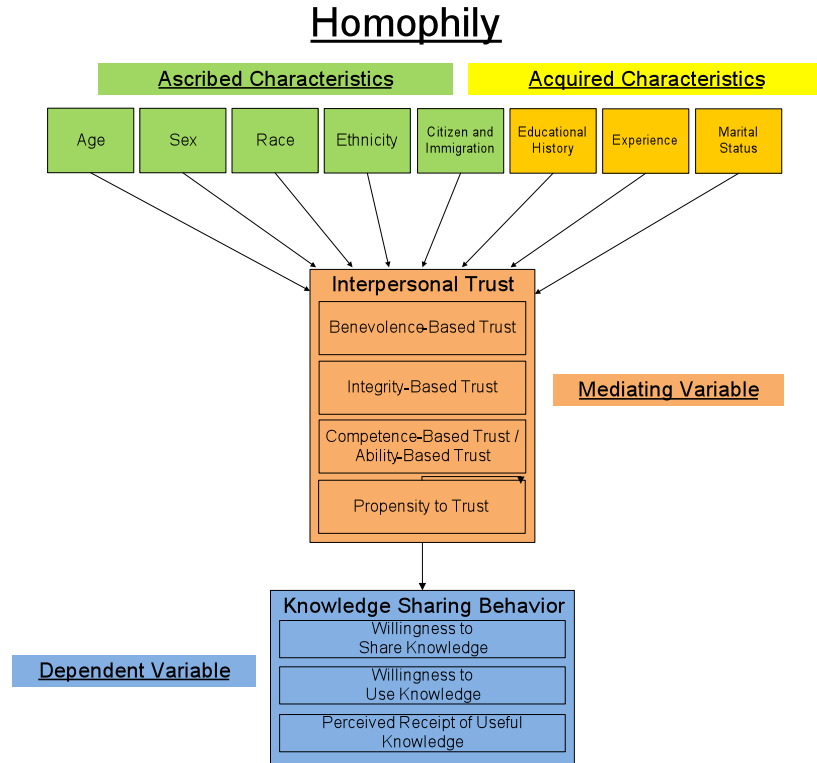 Homophily
Ascribed Characteristics
Acquired Characteristics
Age
Sex
Race
Ethnicity
Citizen and
Immigration
Educational
History
Experience
Marital
Status
Interpersonal Trust
Benevolence-Based Trust
Integrity-Based Trust
Competence-Based Trust /
Ability-Based Trust
Propensity to Trust
Mediating Variable
Knowledge Sharing Behavior
Willingness to
Share Knowledge
Willingness to
Use Knowledge
Perceived Receipt of Useful
Knowledge
Dependent Variable